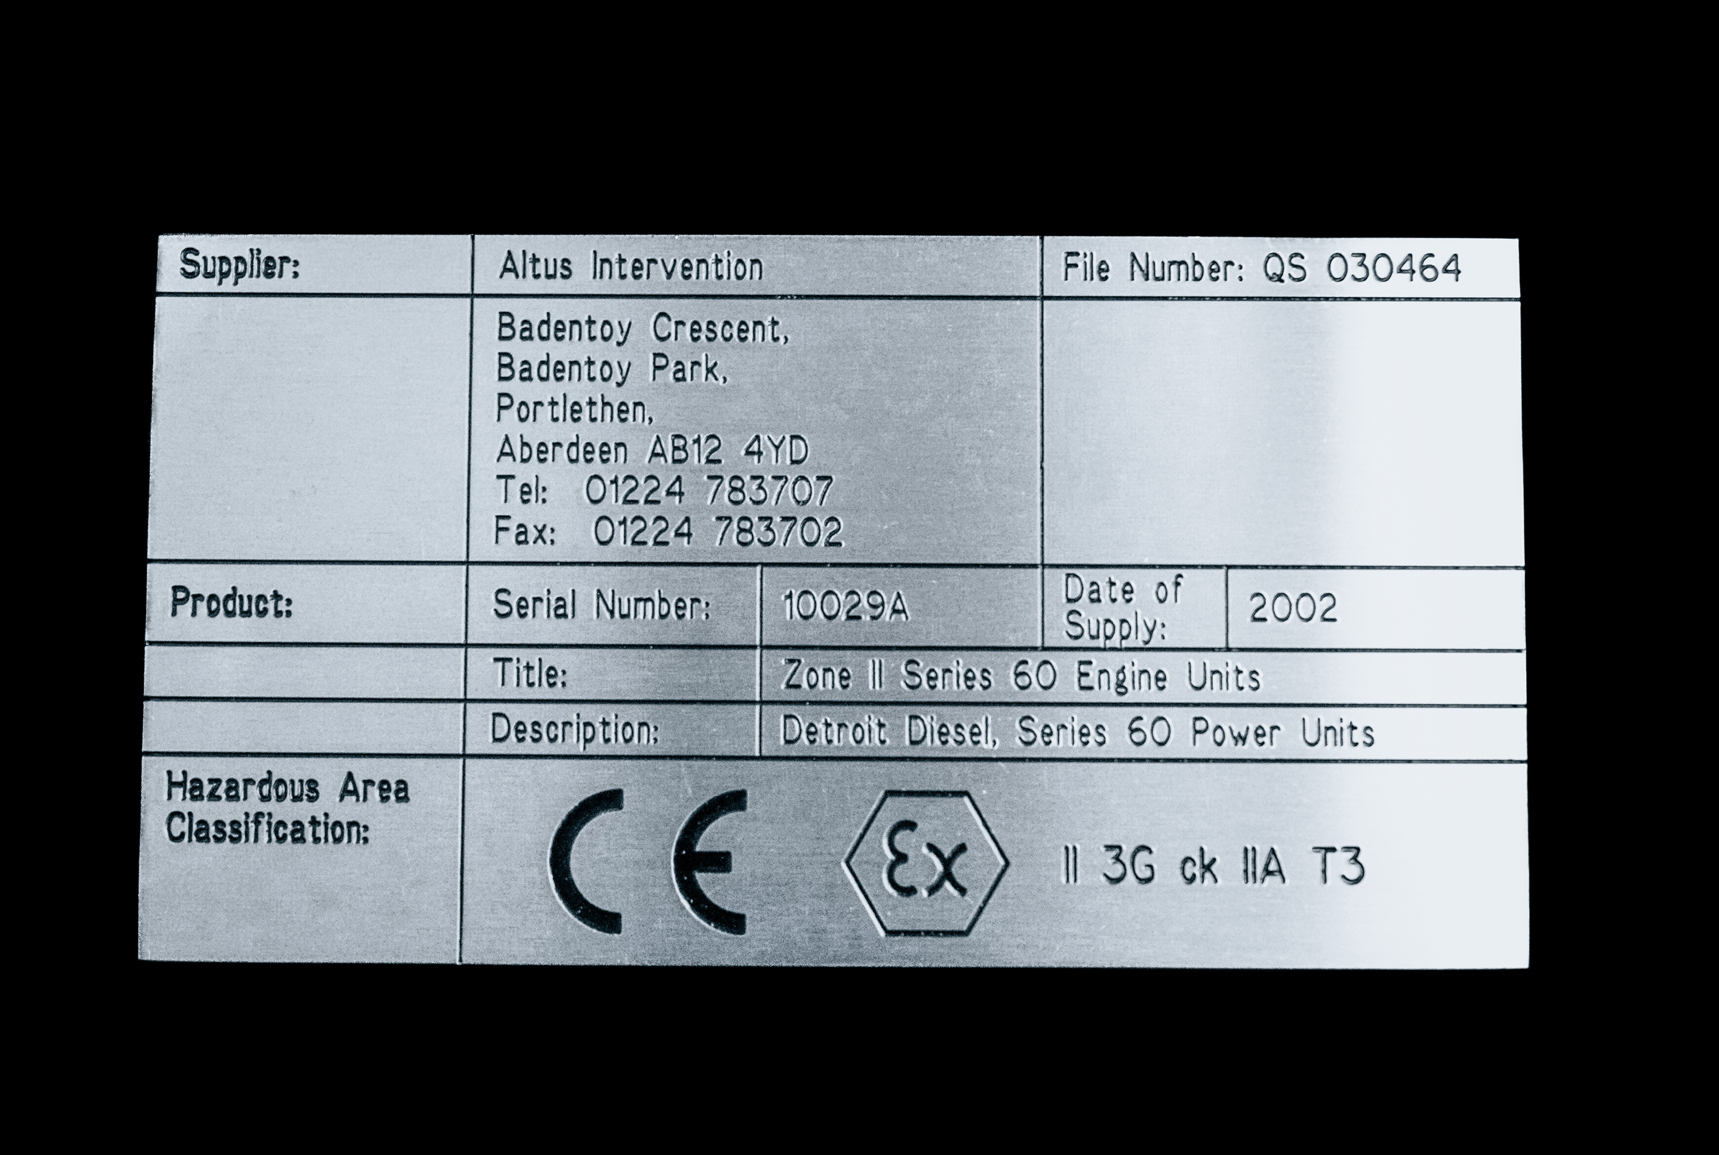 Supplier: Altus Intervention File Number: QS 030464
Badentoy Crescent,
Badentoy Park,
Portlethen,
Aberdeen AB12 4YD
Tel: 01224 783707
Fax: 01224 783702
Product: Serial Number: 10029A Date of
Supply: 2002
Title: Zone II Series 60 Engine Units
Description: Detroit Diesel, Series 60 Power Units
Hazardous Area
Classification:
CE Ex II 3G ck IIA T3